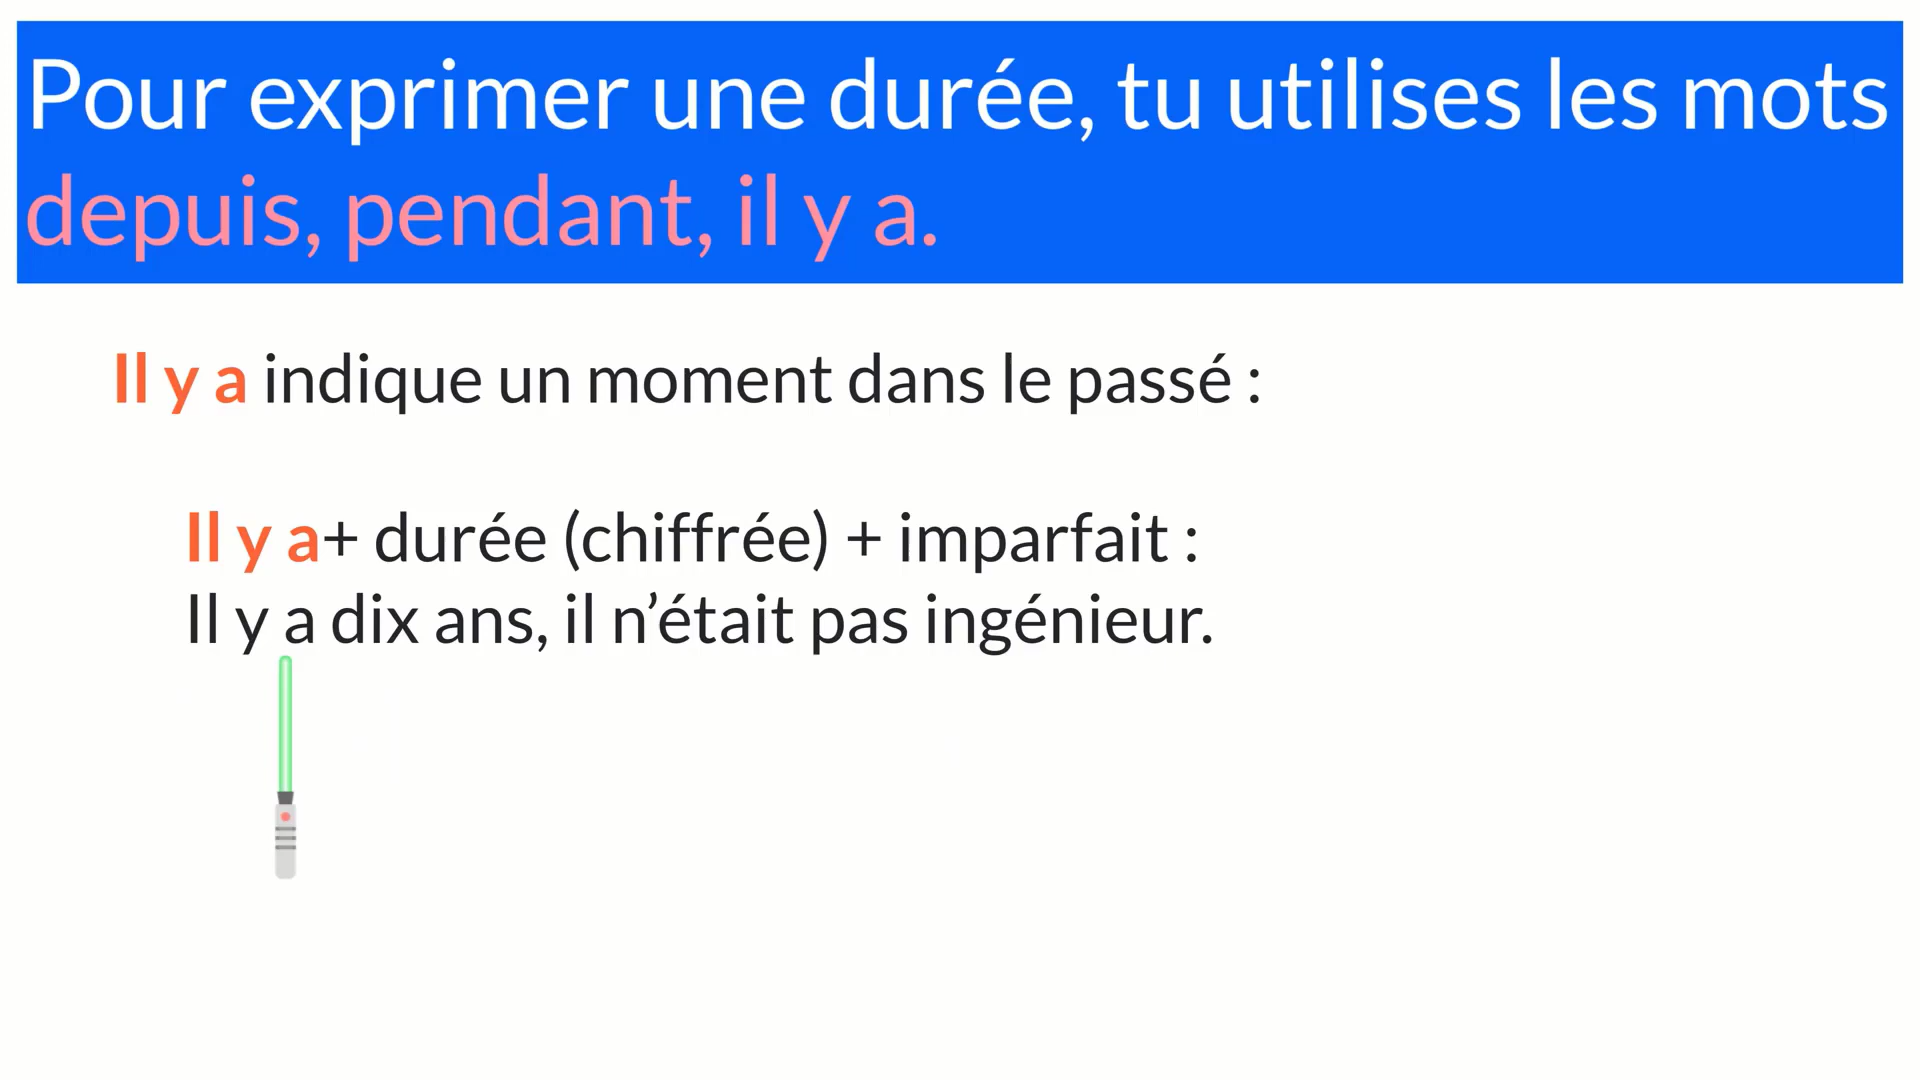 Pour exprimer une durée, tu utilises les mots
depuis, pendant, il y a.
Il y a indique un moment dans le passé :
Il y a+ durée (chiffrée) + imparfait :
Il y a dix ans, il n’était pas ingénieur.